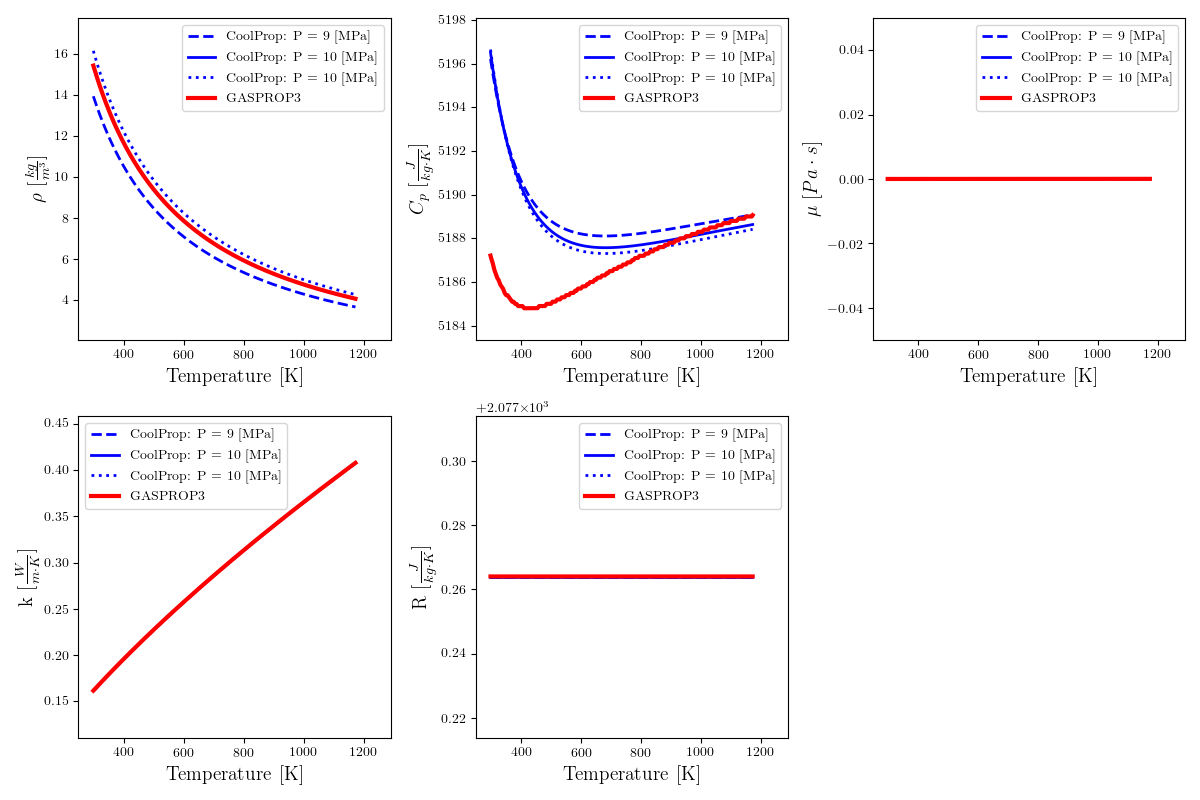 16
14
12
10
8
6
4
ρ [kg/m³]
400 600 800 1000 1200
Temperature [K]
CoolProp: P = 9 [MPa]
CoolProp: P = 10 [MPa]
CoolProp: P = 10 [MPa]
GASPROP3
5198
5196
5194
5192
5190
5188
5186
5184
C_p [J/kg·K]
400 600 800 1000 1200
Temperature [K]
CoolProp: P = 9 [MPa]
CoolProp: P = 10 [MPa]
CoolProp: P = 10 [MPa]
GASPROP3
0.04
0.02
0.00
−0.02
−0.04
μ [Pa · s]
400 600 800 1000 1200
Temperature [K]
CoolProp: P = 9 [MPa]
CoolProp: P = 10 [MPa]
CoolProp: P = 10 [MPa]
GASPROP3
0.45
0.40
0.35
0.30
0.25
0.20
0.15
k [W/m·K]
400 600 800 1000 1200
Temperature [K]
CoolProp: P = 9 [MPa]
CoolProp: P = 10 [MPa]
CoolProp: P = 10 [MPa]
GASPROP3
+2.077×10³
0.30
0.28
0.26
0.24
0.22
R [J/kg·K]
400 600 800 1000 1200
Temperature [K]
CoolProp: P = 9 [MPa]
CoolProp: P = 10 [MPa]
CoolProp: P = 10 [MPa]
GASPROP3